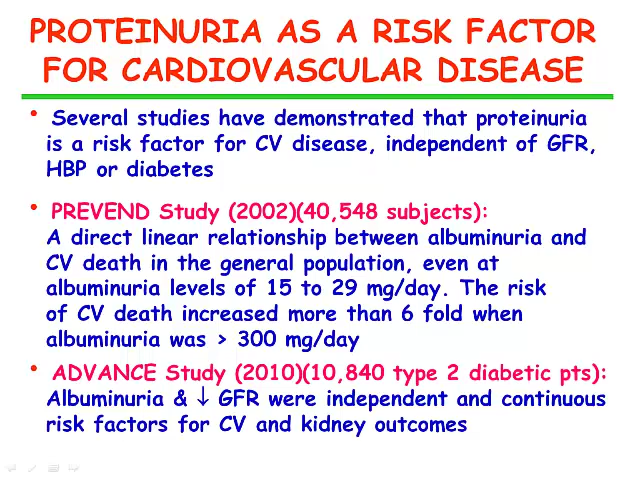 PROTEINURIA AS A RISK FACTOR
FOR CARDIOVASCULAR DISEASE
• Several studies have demonstrated that proteinuria
is a risk factor for CV disease, independent of GFR,
HBP or diabetes
• PREVEND Study (2002)(40,548 subjects):
A direct linear relationship between albuminuria and
CV death in the general population, even at
albuminuria levels of 15 to 29 mg/day. The risk
of CV death increased more than 6 fold when
albuminuria was > 300 mg/day
• ADVANCE Study (2010)(10,840 type 2 diabetic pts):
Albuminuria & ↓ GFR were independent and continuous
risk factors for CV and kidney outcomes